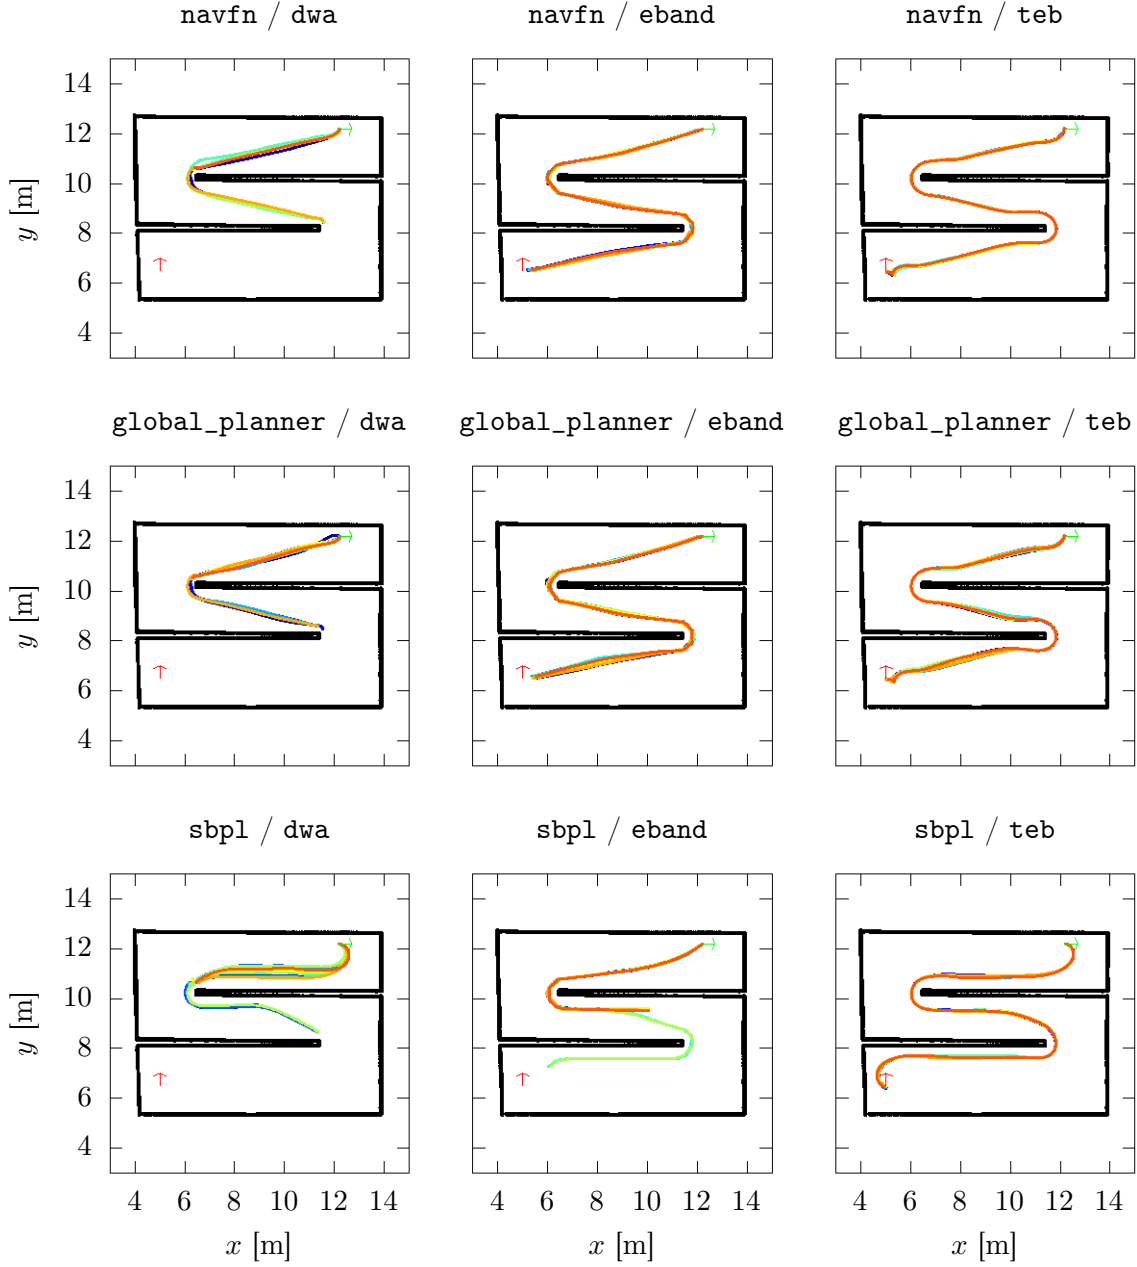 navfn / dwa
navfn / eband
navfn / teb
14
12
10
8
6
4
y [m]
global_planner / dwa
global_planner / eband
global_planner / teb
14
12
10
8
6
4
y [m]
sbpl / dwa
sbpl / eband
sbpl / teb
14
12
10
8
6
4
y [m]
4 6 8 10 12 14
4 6 8 10 12 14
4 6 8 10 12 14
x [m]
x [m]
x [m]